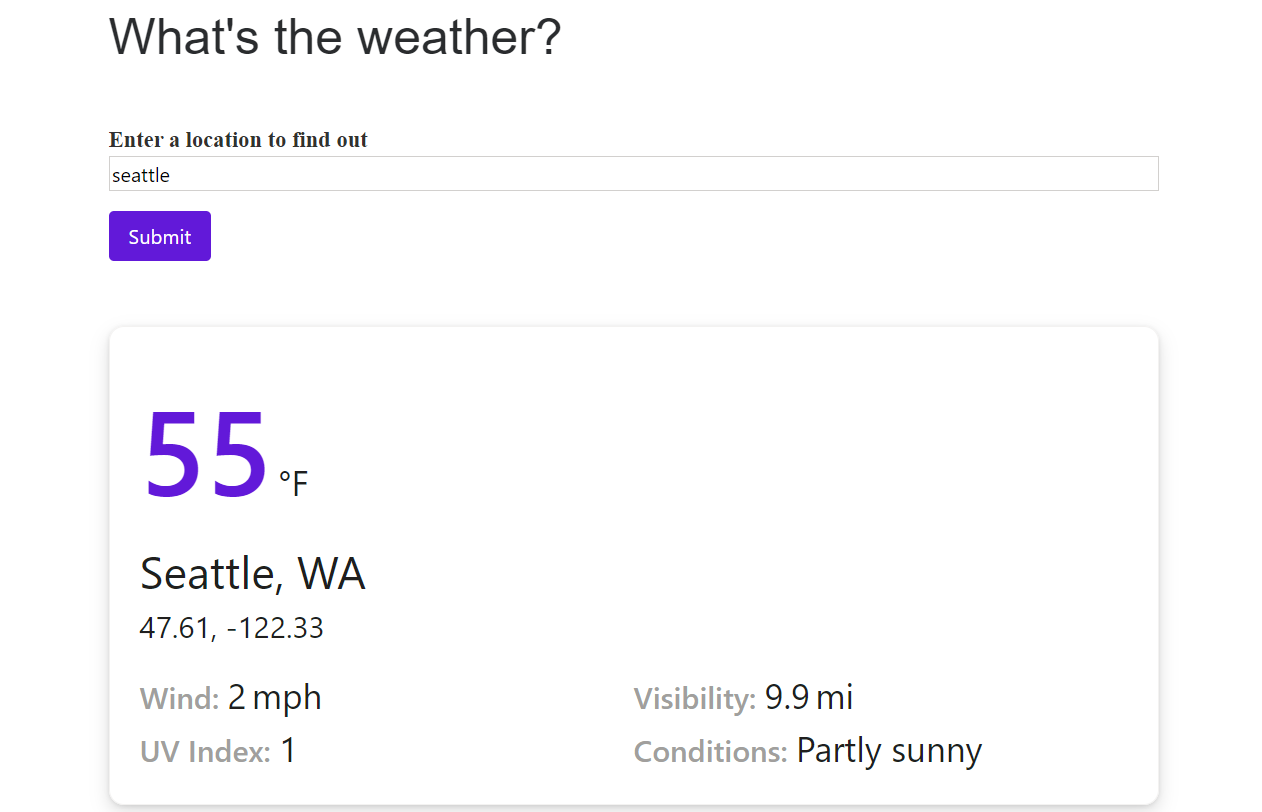 What's the weather?
Enter a location to find out
seattle
Submit
55 °F
Seattle, WA
47.61, -122.33
Wind: 2 mph Visibility: 9.9 mi
UV Index: 1 Conditions: Partly sunny